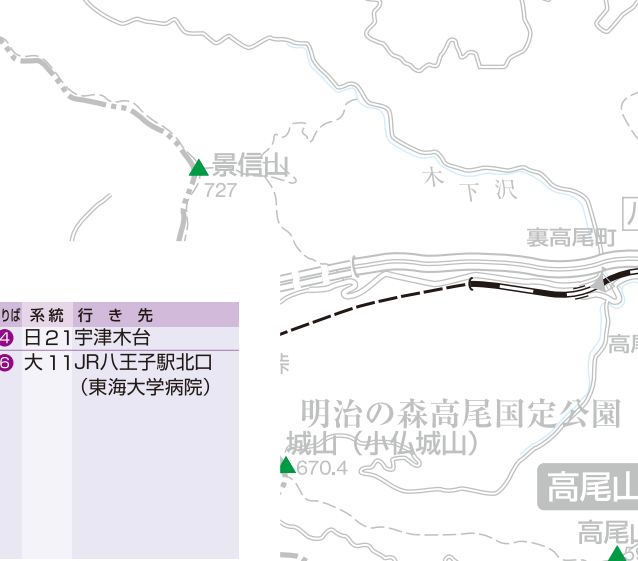 景信山
727
木下沢
八
裏高尾町
りば 系統 行き先
4 日21 宇津木台
6 大11 JR八王子駅北口
（東海大学病院）
高尾
峠
明治の森高尾国定公園
城山（小仏城山）
670.4
高尾山
高尾山
59